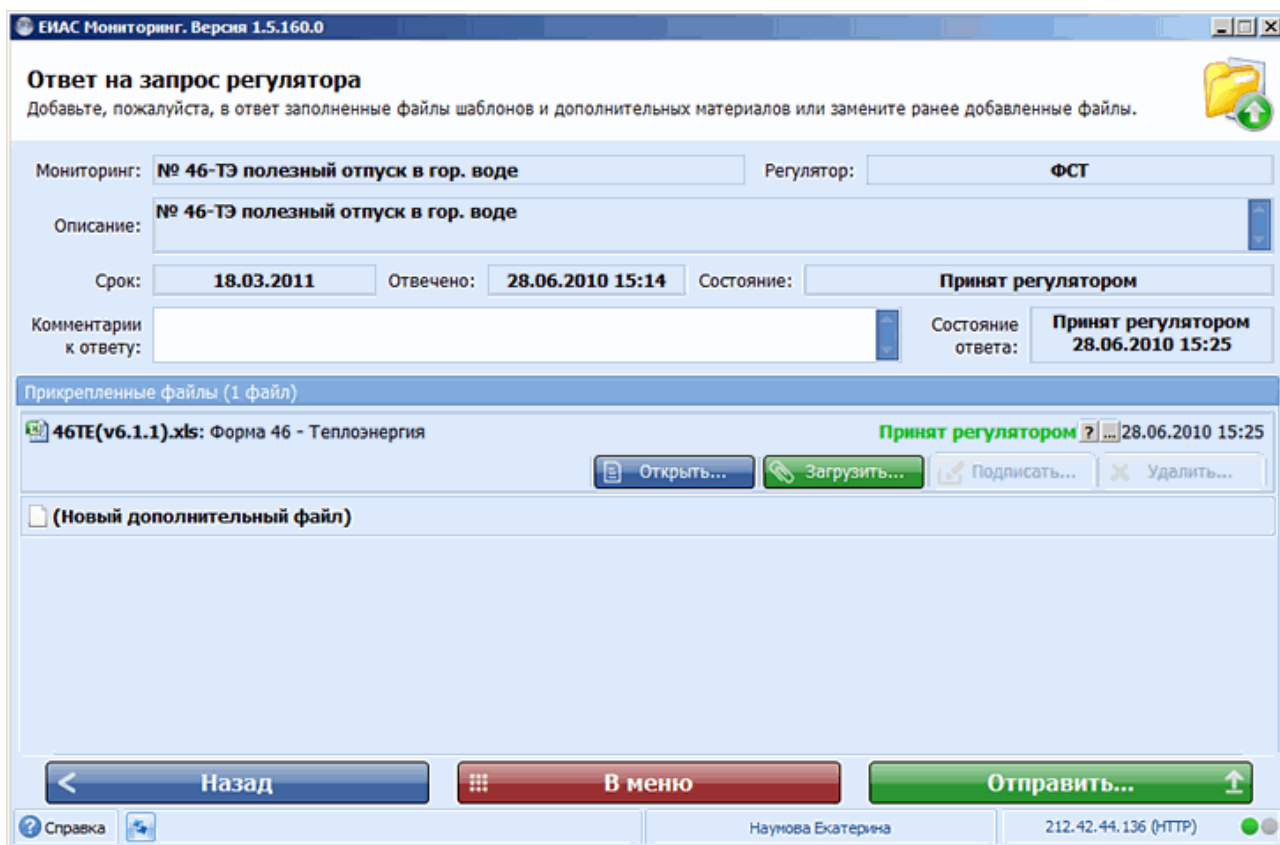 ЕИАС Мониторинг. Версия 1.5.160.0
Ответ на запрос регулятора
Добавьте, пожалуйста, в ответ заполненные файлы шаблонов и дополнительных материалов или замените ранее добавленные файлы.
Мониторинг: № 46-ТЭ полезный отпуск в гор. воде Регулятор: ФСТ
Описание: № 46-ТЭ полезный отпуск в гор. воде
Срок: 18.03.2011 Отвечено: 28.06.2010 15:14 Состояние: Принят регулятором
Комментарии к ответу:
Состояние ответа: Принят регулятором 28.06.2010 15:25
Прикрепленные файлы (1 файл)
46TE(v6.1.1).xls: Форма 46 - Теплоэнергия Принят регулятором ? ... 28.06.2010 15:25
Открыть... Загрузить... Подписать... Удалить...
(Новый дополнительный файл)
< Назад В меню Отправить...
? Справка Наумова Екатерина 212.42.44.136 (HTTP)